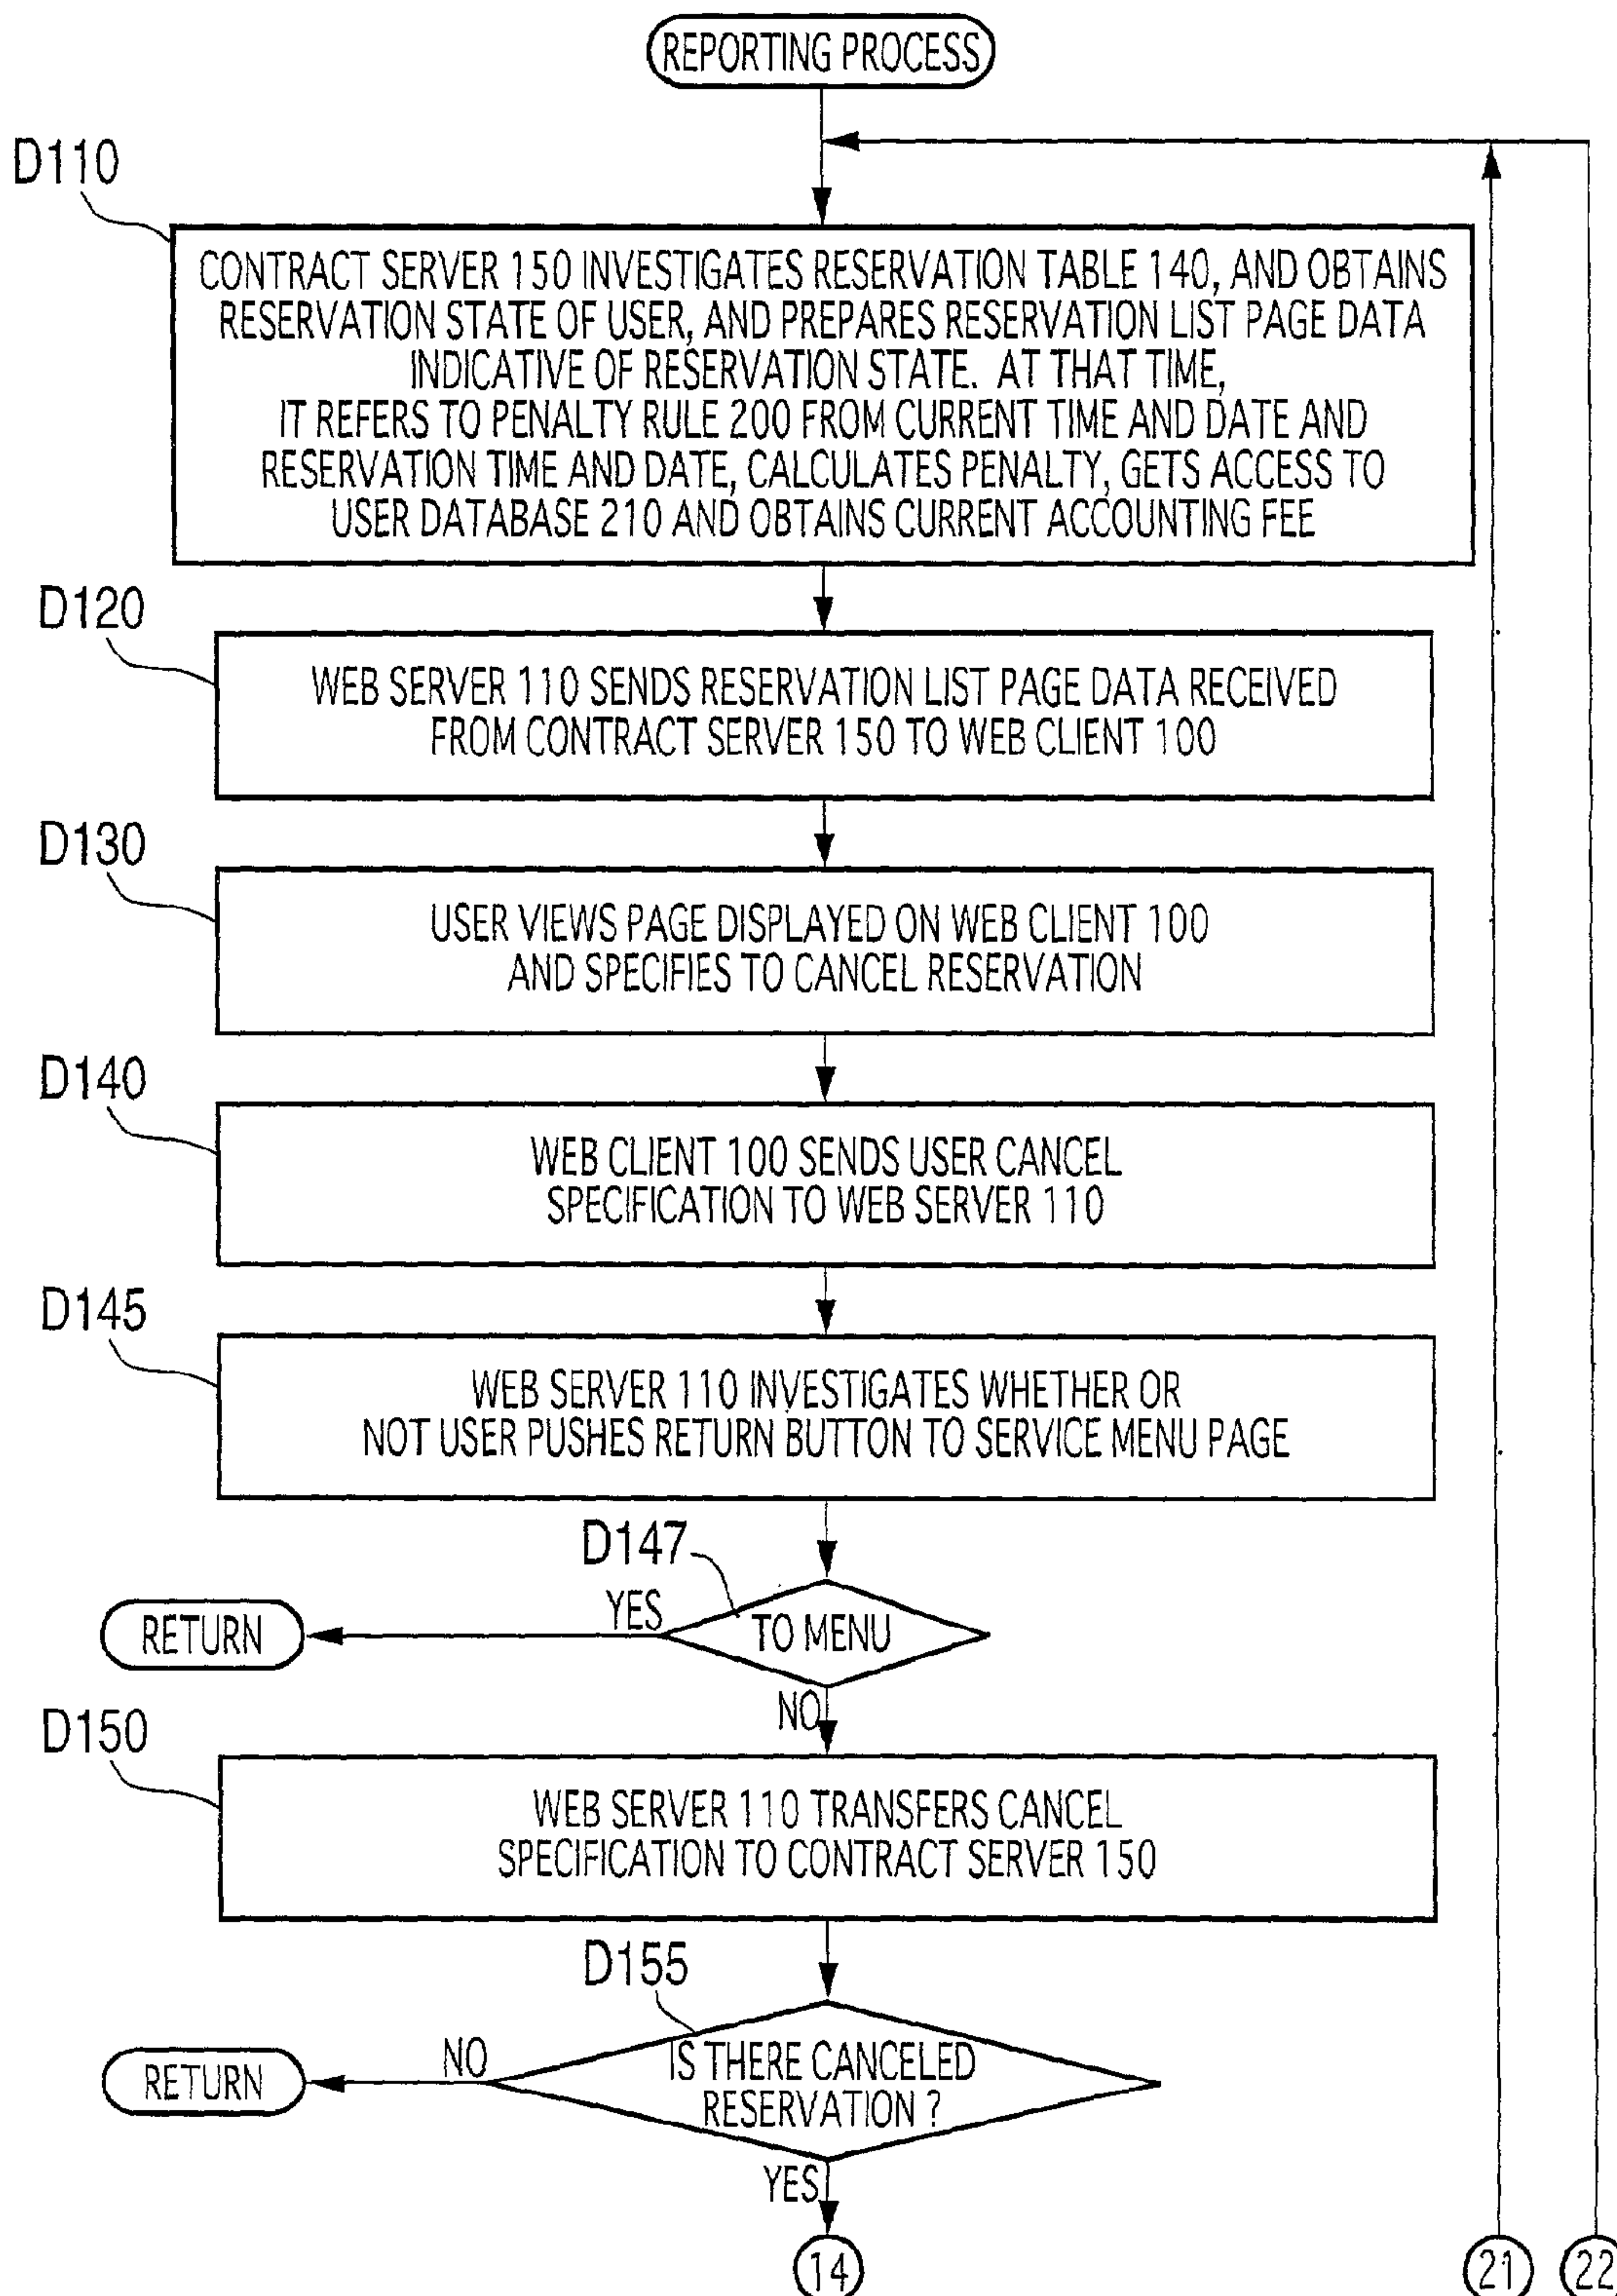 REPORTING PROCESS
D110
CONTRACT SERVER 150 INVESTIGATES RESERVATION TABLE 140, AND OBTAINS
RESERVATION STATE OF USER, AND PREPARES RESERVATION LIST PAGE DATA
INDICATIVE OF RESERVATION STATE. AT THAT TIME,
IT REFERS TO PENALTY RULE 200 FROM CURRENT TIME AND DATE AND
RESERVATION TIME AND DATE, CALCULATES PENALTY, GETS ACCESS TO
USER DATABASE 210 AND OBTAINS CURRENT ACCOUNTING FEE
D120
WEB SERVER 110 SENDS RESERVATION LIST PAGE DATA RECEIVED
FROM CONTRACT SERVER 150 TO WEB CLIENT 100
D130
USER VIEWS PAGE DISPLAYED ON WEB CLIENT 100
AND SPECIFIES TO CANCEL RESERVATION
D140
WEB CLIENT 100 SENDS USER CANCEL
SPECIFICATION TO WEB SERVER 110
D145
WEB SERVER 110 INVESTIGATES WHETHER OR
NOT USER PUSHES RETURN BUTTON TO SERVICE MENU PAGE
D147
YES
RETURN
TO MENU
NO
D150
WEB SERVER 110 TRANSFERS CANCEL
SPECIFICATION TO CONTRACT SERVER 150
D155
NO
RETURN
IS THERE CANCELED
RESERVATION ?
YES
14
21
22